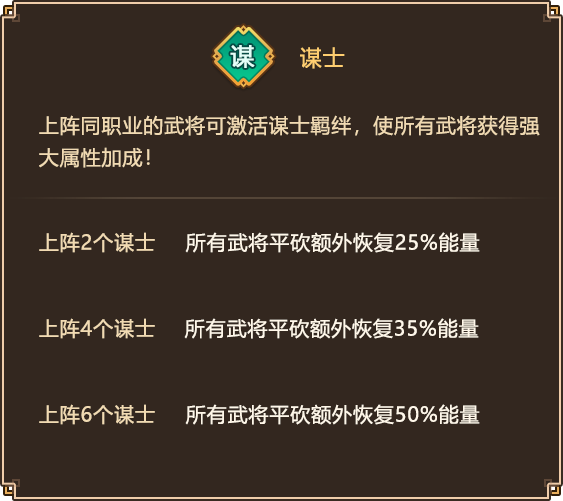 谋 谋士
上阵同职业的武将可激活谋士羁绊，使所有武将获得强
大属性加成！
上阵2个谋士 所有武将平砍额外恢复25%能量
上阵4个谋士 所有武将平砍额外恢复35%能量
上阵6个谋士 所有武将平砍额外恢复50%能量